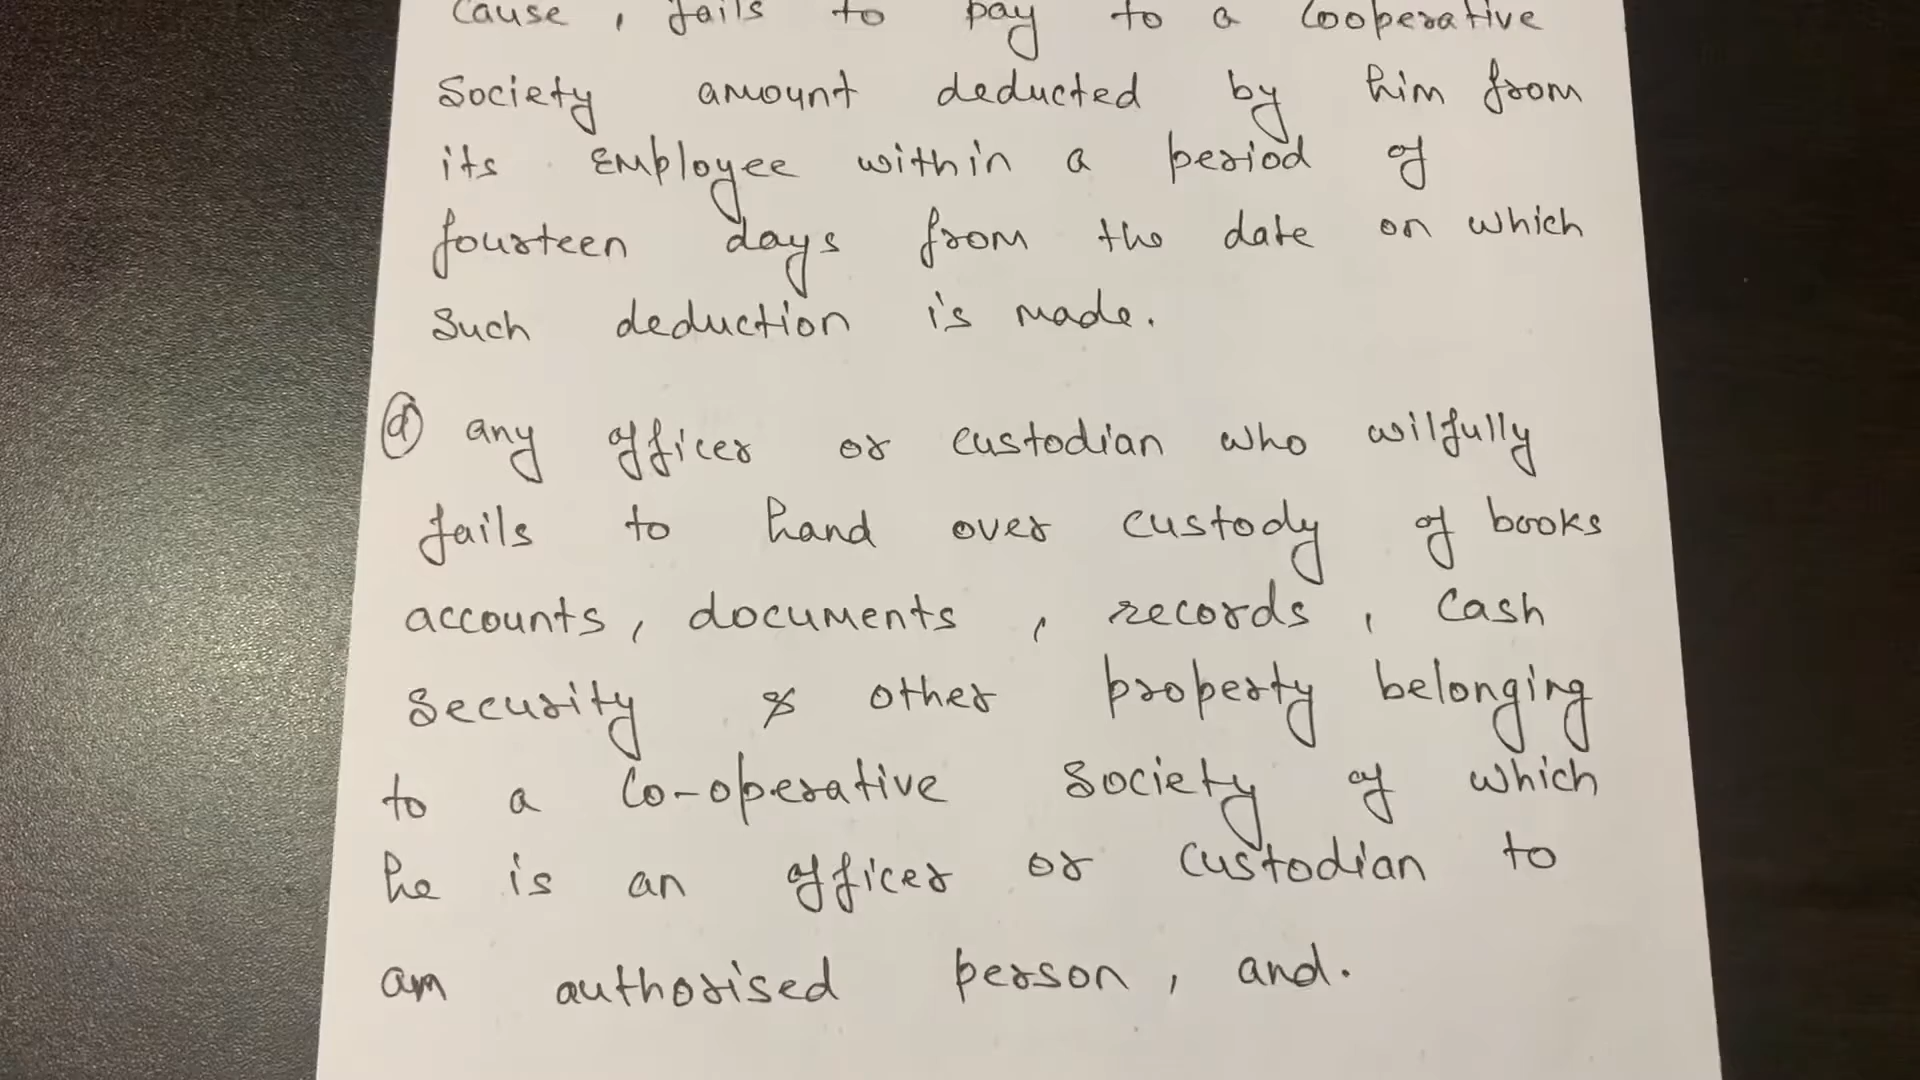 cause, fails to pay to a Cooperative
Society amount deducted by him from
its Employee within a period of
fourteen days from the date on which
Such deduction is made.
(d) any officer or custodian who wilfully
fails to hand over custody of books
accounts, documents, records, Cash
Security & other property belonging
to a Co-operative Society of which
he is an officer or custodian to
am authorised person, and.